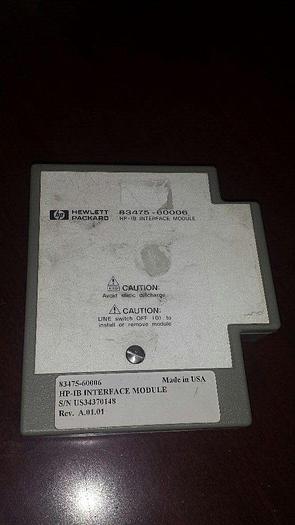 hp HEWLETT 83475-60006
PACKARD HP-IB INTERFACE MODULE
CAUTION:
Avoid static discharge
CAUTION:
LINE switch OFF (O) to
install or remove module
83475-60006 Made in USA
HP-IB INTERFACE MODULE
S/N US34370148
Rev. A.01.01